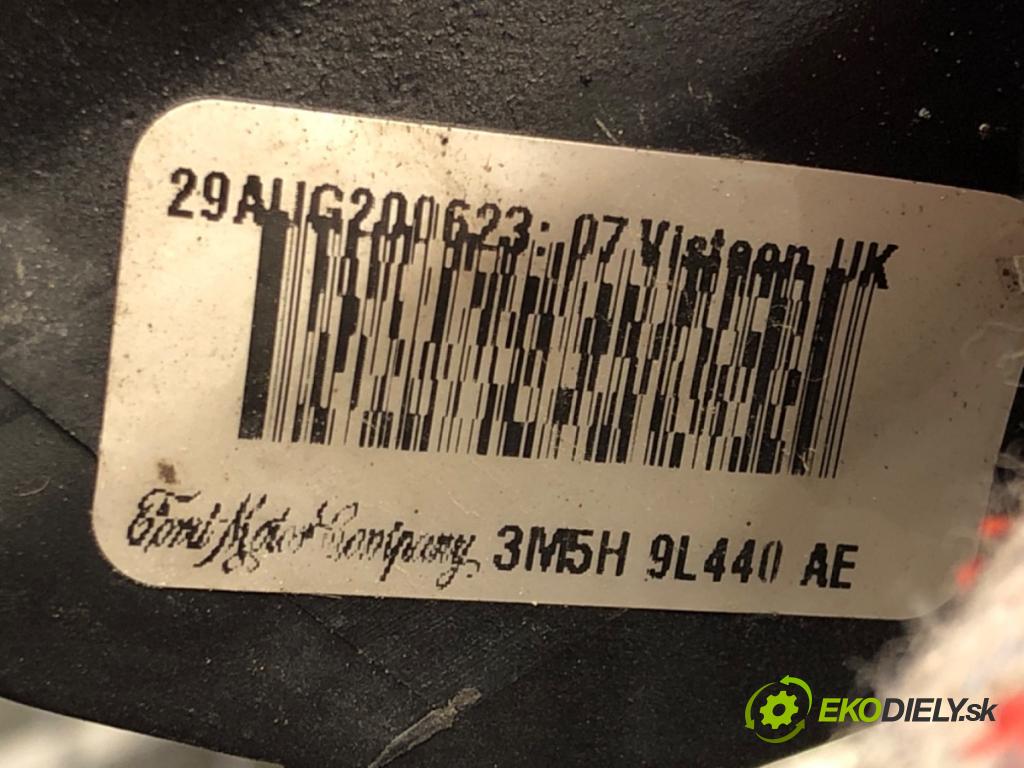 29AUG200623:07 Visteon UK
Ford Motor Company 3M5H 9L440 AE
EKODIELY.sk